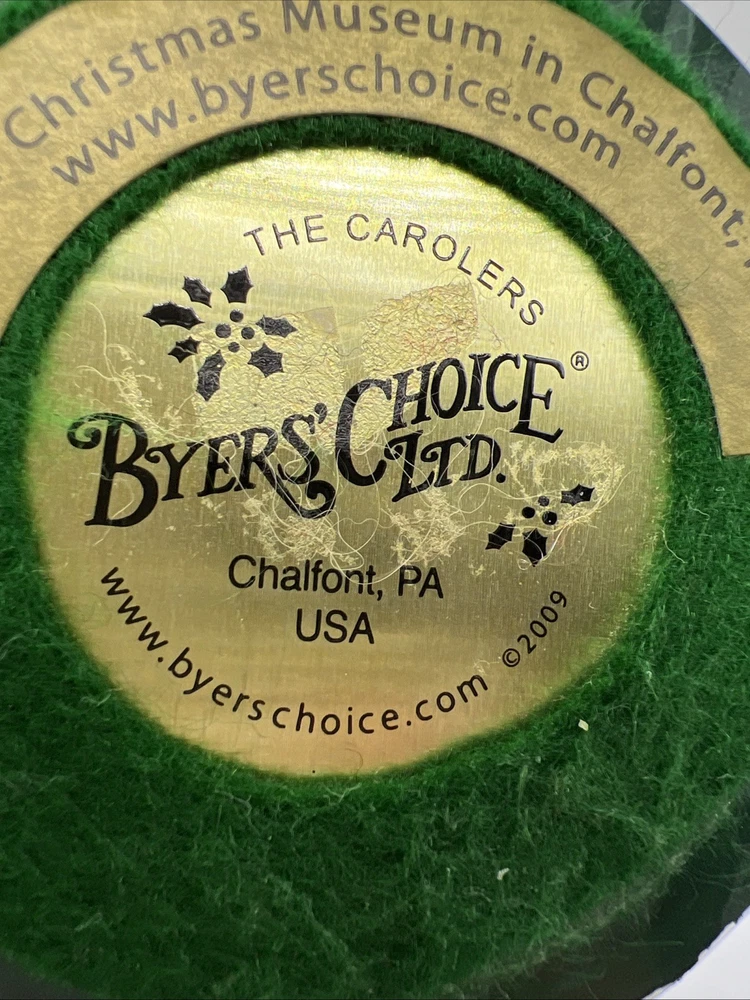 Christmas Museum in Chalfont,
www.byerschoice.com
THE CAROLERS
BYERS' CHOICE ®
LTD.
Chalfont, PA
USA
www.byerschoice.com ©2009